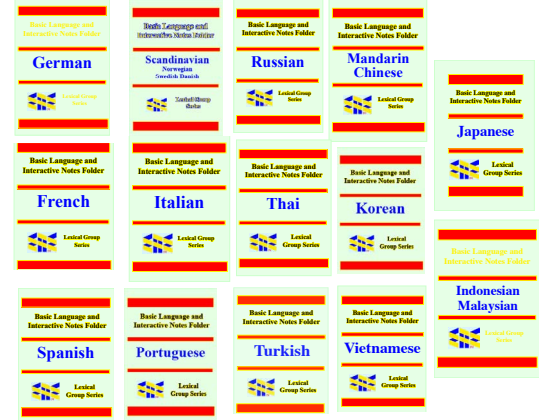 Basic Language and
Interactive Notes Folder
German
Lexical Group
Series
Basic Language and
Interactive Notes Folder
Scandinavian
Norwegian
Swedish Danish
Lexical Group
Series
Basic Language and
Interactive Notes Folder
Russian
Lexical Group
Series
Basic Language and
Interactive Notes Folder
Mandarin
Chinese
Lexical Group
Series
Basic Language and
Interactive Notes Folder
Japanese
Lexical
Group Series
Basic Language and
Interactive Notes Folder
French
Lexical Group
Series
Basic Language and
Interactive Notes Folder
Italian
Lexical Group
Series
Basic Language and
Interactive Notes Folder
Thai
Lexical
Group Series
Basic Language and
Interactive Notes Folder
Korean
Lexical
Group Series
Basic Language and
Interactive Notes Folder
Indonesian
Malaysian
Lexical Group
Series
Basic Language and
Interactive Notes Folder
Spanish
Lexical
Group Series
Basic Language and
Interactive Notes Folder
Portuguese
Lexical
Group Series
Basic Language and
Interactive Notes Folder
Turkish
Lexical
Group Series
Basic Language and
Interactive Notes Folder
Vietnamese
Lexical
Group Series